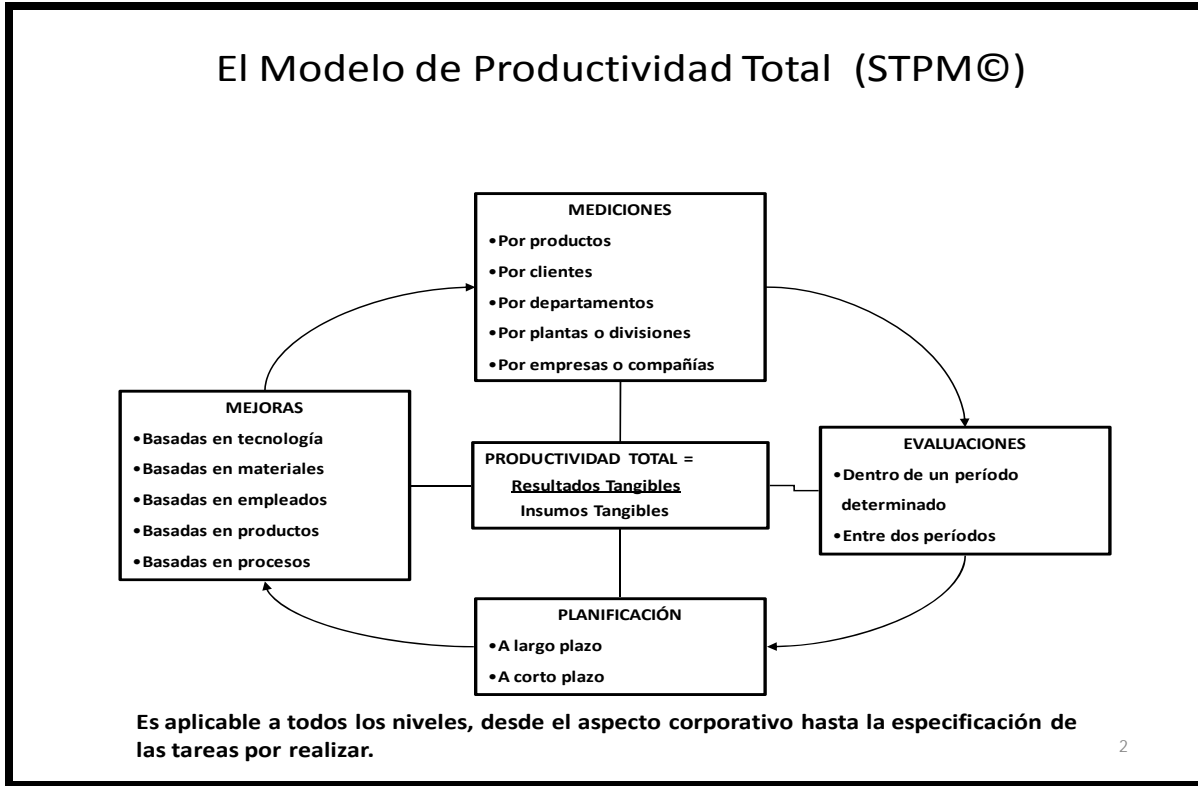 El Modelo de Productividad Total (STPM©)
MEDICIONES
•Por productos
•Por clientes
•Por departamentos
•Por plantas o divisiones
•Por empresas o compañías
MEJORAS
•Basadas en tecnología
•Basadas en materiales
•Basadas en empleados
•Basadas en productos
•Basadas en procesos
PRODUCTIVIDAD TOTAL =
Resultados Tangibles
Insumos Tangibles
EVALUACIONES
•Dentro de un período
determinado
•Entre dos períodos
PLANIFICACIÓN
•A largo plazo
•A corto plazo
Es aplicable a todos los niveles, desde el aspecto corporativo hasta la especificación de
las tareas por realizar.
2